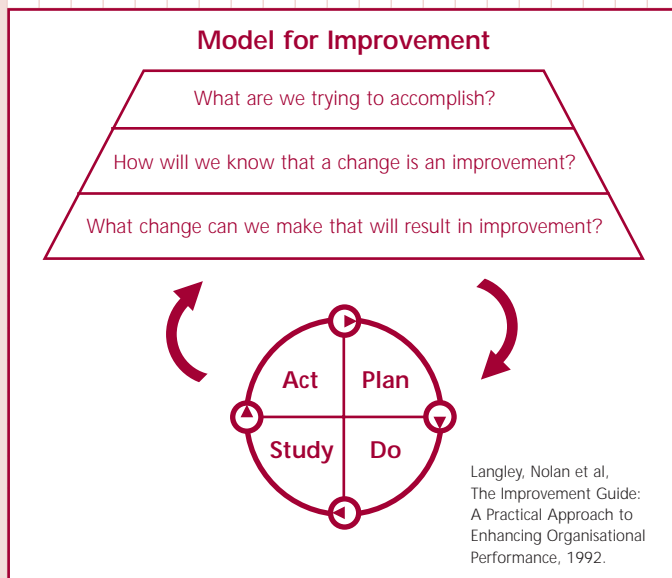 Model for Improvement
What are we trying to accomplish?
How will we know that a change is an improvement?
What change can we make that will result in improvement?
Act
Plan
Study
Do
Langley, Nolan et al,
The Improvement Guide:
A Practical Approach to
Enhancing Organisational
Performance, 1992.